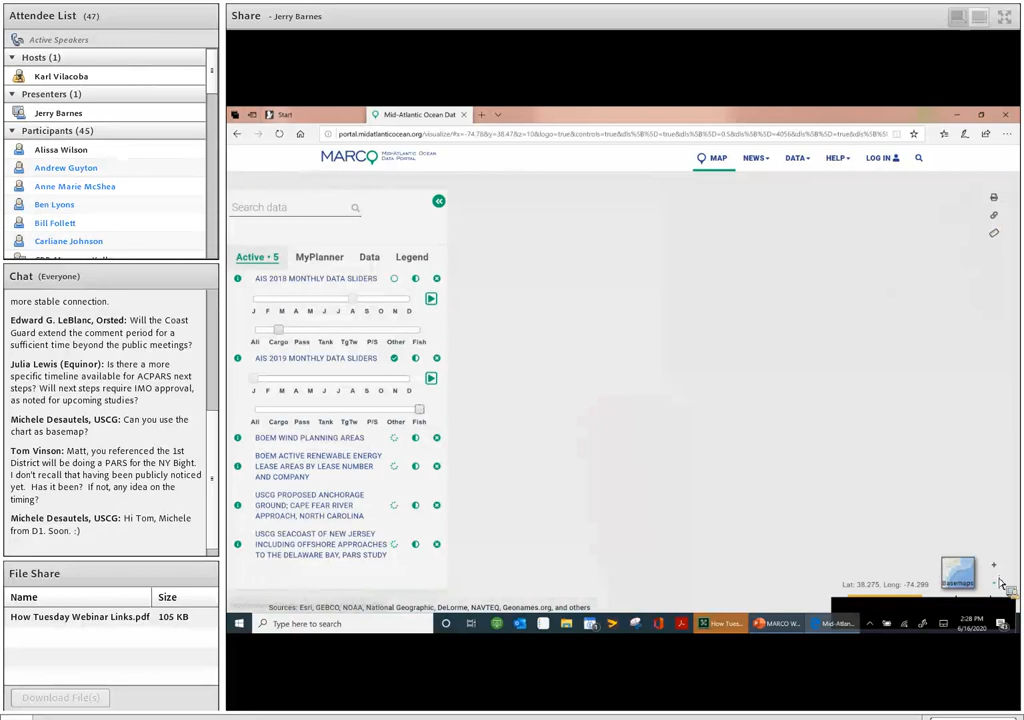 Attendee List (47)
Active Speakers
Hosts (1)
Karl Vilacoba
Presenters (1)
Jerry Barnes
Participants (45)
Alissa Wilson
Andrew Guyton
Anne Marie McShea
Ben Lyons
Bill Follett
Carliane Johnson
Chat (Everyone)
more stable connection.
Edward G. LeBlanc, Orsted: Will the Coast
Guard extend the comment period for a
sufficient time beyond the public meetings?
Julia Lewis (Equinor): Is there a more
specific timeline available for ACPARS next
steps? Will next steps require IMO approval,
as noted for upcoming studies?
Michele Desautels, USCG: Can you use the
chart as basemap?
Tom Vinson: Matt, you referenced the 1st
District will be doing a PARS for the NY Bight.
I don't recall that having been publicly noticed
yet. Has it been? If not, any idea on the
timing?
Michele Desautels, USCG: Hi Tom, Michele
from D1. Soon. :)
File Share
Name Size
How Tuesday Webinar Links.pdf 105 KB
Download File(s)
Share - Jerry Barnes
Start
Mid-Atlantic Ocean Dat
MARCO MID-ATLANTIC OCEAN
DATA PORTAL
MAP NEWS DATA HELP LOG IN
Search data
Active • 5 MyPlanner Data Legend
AIS 2018 MONTHLY DATA SLIDERS
J F M A M J J A S O N D
All Cargo Pass Tank TgTw P/S Other Fish
AIS 2019 MONTHLY DATA SLIDERS
J F M A M J J A S O N D
All Cargo Pass Tank TgTw P/S Other Fish
BOEM WIND PLANNING AREAS
BOEM ACTIVE RENEWABLE ENERGY
LEASE AREAS BY LEASE NUMBER
AND COMPANY
USCG PROPOSED ANCHORAGE
GROUND; CAPE FEAR RIVER
APPROACH, NORTH CAROLINA
USCG SEACOAST OF NEW JERSEY
INCLUDING OFFSHORE APPROACHES
TO THE DELAWARE BAY, PARS STUDY
Basemaps
Lat: 38.275, Long: -74.299
Sources: Esri, GEBCO, NOAA, National Geographic, DeLorme, NAVTEQ, Geonames.org, and others
Type here to search
How Tues...
MARCO W...
Mid-Atlan...
2:28 PM
6/16/2020